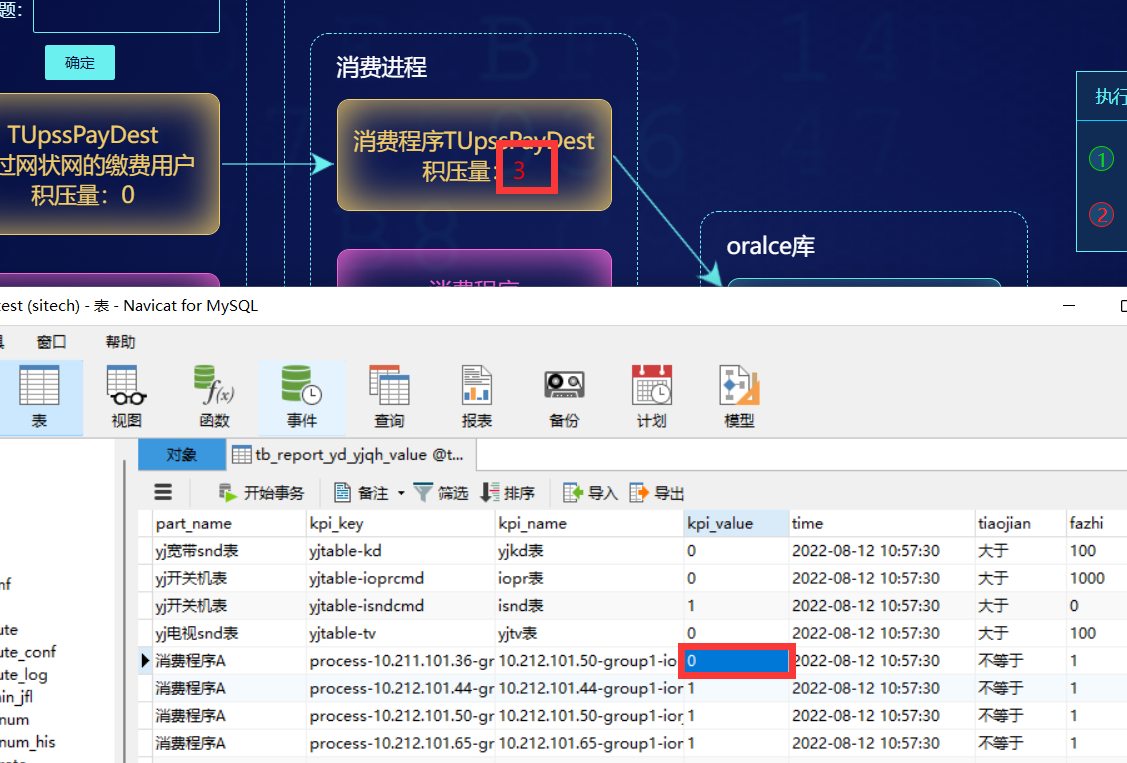 题:
确定
TUpssPayDest
过网状网的缴费用户
积压量: 0
消费进程
消费程序TUpssPayDest
积压量: 3
消费程序
oralce库
执行
1
2
test (sitech) - 表 - Navicat for MySQL
具 窗口 帮助
表 视图 函数 事件 查询 报表 备份 计划 模型
对象 tb_report_yd_yjqh_value @t...
开始事务 备注 筛选 排序 导入 导出
part_name kpi_key kpi_name kpi_value time tiaojian fazhi
yj宽带snd表 yjtable-kd yjkd表 0 2022-08-12 10:57:30 大于 100
yj开关机表 yjtable-ioprcmd iopr表 0 2022-08-12 10:57:30 大于 1000
yj开关机表 yjtable-isndcmd isnd表 1 2022-08-12 10:57:30 大于 0
yj电视snd表 yjtable-tv yjtv表 0 2022-08-12 10:57:30 大于 100
消费程序A process-10.211.101.36-gr 10.212.101.50-group1-io 0 2022-08-12 10:57:30 不等于 1
消费程序A process-10.212.101.44-gr 10.212.101.44-group1-ior 1 2022-08-12 10:57:30 不等于 1
消费程序A process-10.212.101.50-gr 10.212.101.50-group1-ior 1 2022-08-12 10:57:30 不等于 1
消费程序A process-10.212.101.65-gr 10.212.101.65-group1-ior 1 2022-08-12 10:57:30 不等于 1
nf
ute
ute_conf
ute_log
in_jfl
num
num_his